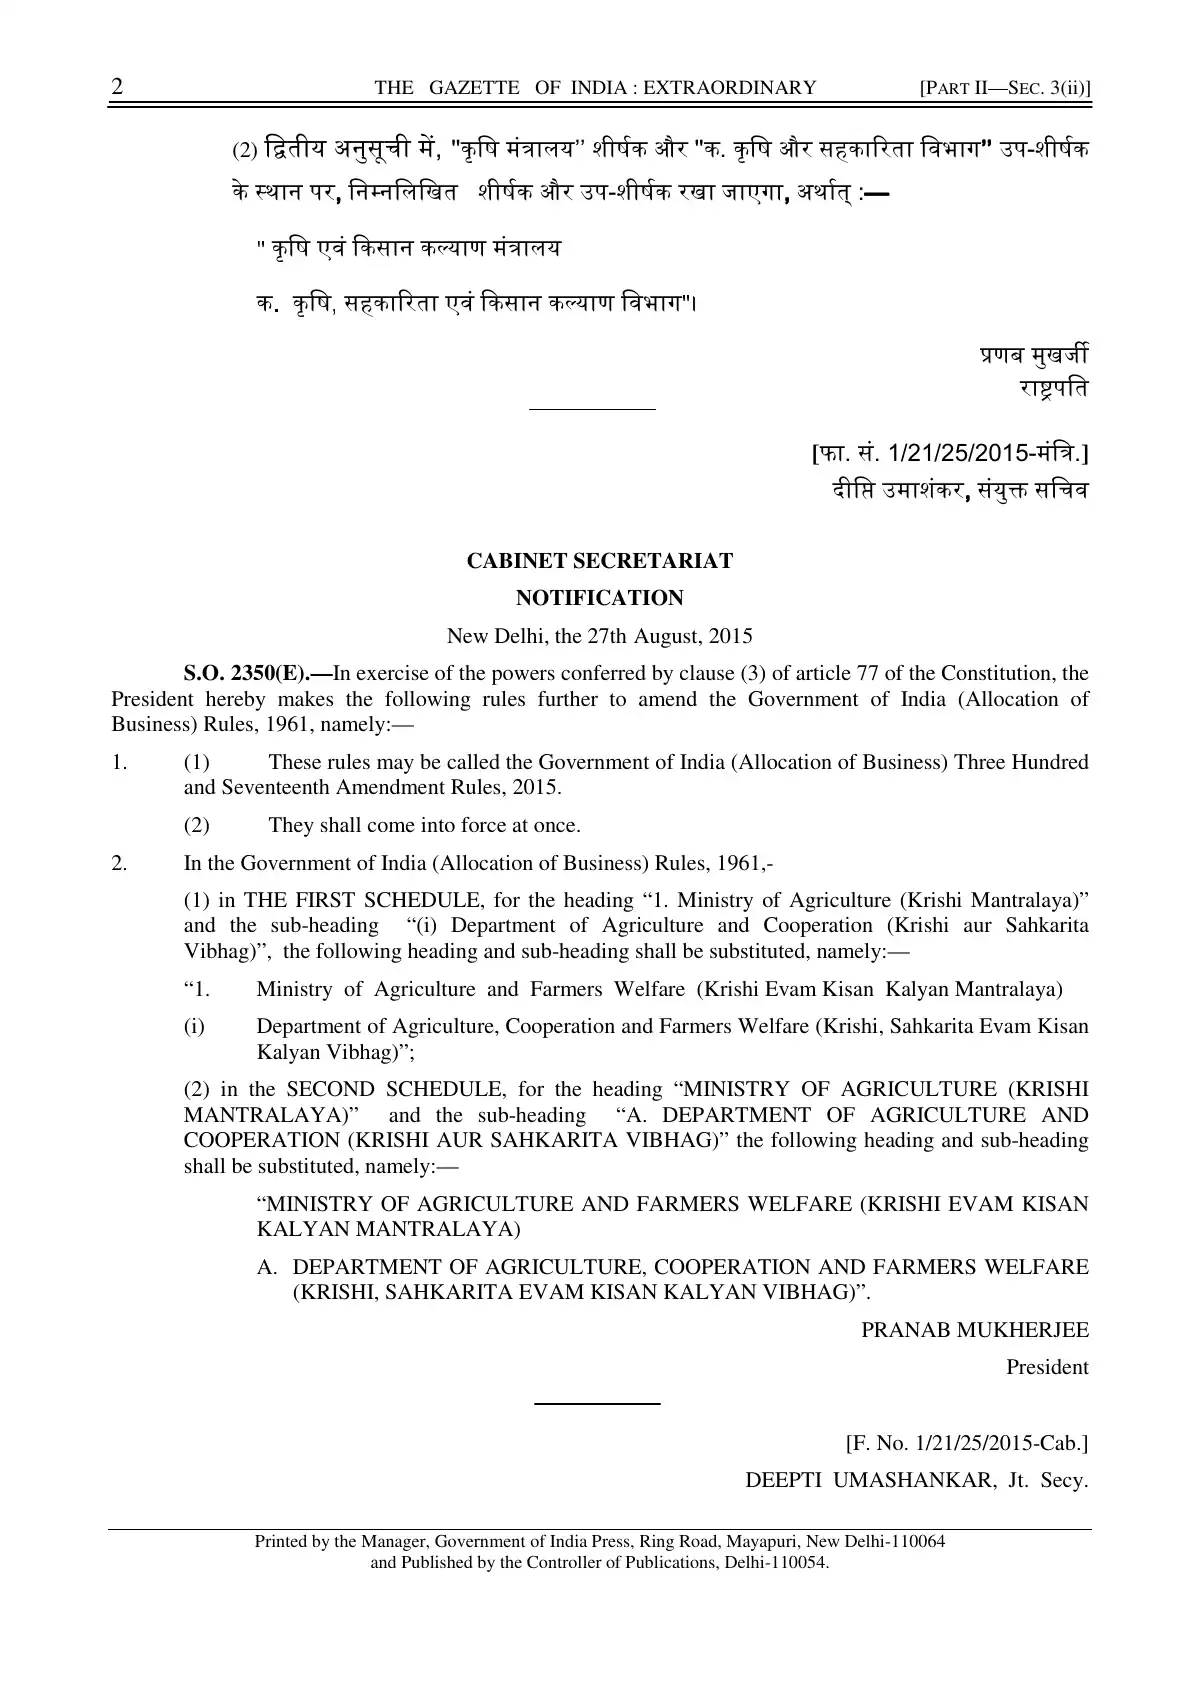 2 THE GAZETTE OF INDIA : EXTRAORDINARY [PART II—SEC. 3(ii)]
(2) द्वितीय अनुसूची में, "कृषि मंत्रालय’’ शीर्षक और "क. कृषि और सहकारिता विभाग” उप-शीर्षक
के स्थान पर, निम्नलिखित शीर्षक और उप-शीर्षक रखा जाएगा, अर्थात् :—
" कृषि एवं किसान कल्याण मंत्रालय
क. कृषि, सहकारिता एवं किसान कल्याण विभाग"।
प्रणब मुखर्जी
राष्ट्रपति
[फा. सं. 1/21/25/2015-मंत्रि.]
दीप्ति उमाशंकर, संयुक्त सचिव
CABINET SECRETARIAT
NOTIFICATION
New Delhi, the 27th August, 2015
S.O. 2350(E).—In exercise of the powers conferred by clause (3) of article 77 of the Constitution, the
President hereby makes the following rules further to amend the Government of India (Allocation of
Business) Rules, 1961, namely:—
1. (1) These rules may be called the Government of India (Allocation of Business) Three Hundred
and Seventeenth Amendment Rules, 2015.
(2) They shall come into force at once.
2. In the Government of India (Allocation of Business) Rules, 1961,-
(1) in THE FIRST SCHEDULE, for the heading “1. Ministry of Agriculture (Krishi Mantralaya)”
and the sub-heading “(i) Department of Agriculture and Cooperation (Krishi aur Sahkarita
Vibhag)”, the following heading and sub-heading shall be substituted, namely:—
“1. Ministry of Agriculture and Farmers Welfare (Krishi Evam Kisan Kalyan Mantralaya)
(i) Department of Agriculture, Cooperation and Farmers Welfare (Krishi, Sahkarita Evam Kisan
Kalyan Vibhag)”;
(2) in the SECOND SCHEDULE, for the heading “MINISTRY OF AGRICULTURE (KRISHI
MANTRALAYA)” and the sub-heading “A. DEPARTMENT OF AGRICULTURE AND
COOPERATION (KRISHI AUR SAHKARITA VIBHAG)” the following heading and sub-heading
shall be substituted, namely:—
“MINISTRY OF AGRICULTURE AND FARMERS WELFARE (KRISHI EVAM KISAN
KALYAN MANTRALAYA)
A. DEPARTMENT OF AGRICULTURE, COOPERATION AND FARMERS WELFARE
(KRISHI, SAHKARITA EVAM KISAN KALYAN VIBHAG)”.
PRANAB MUKHERJEE
President
[F. No. 1/21/25/2015-Cab.]
DEEPTI UMASHANKAR, Jt. Secy.
Printed by the Manager, Government of India Press, Ring Road, Mayapuri, New Delhi-110064
and Published by the Controller of Publications, Delhi-110054.